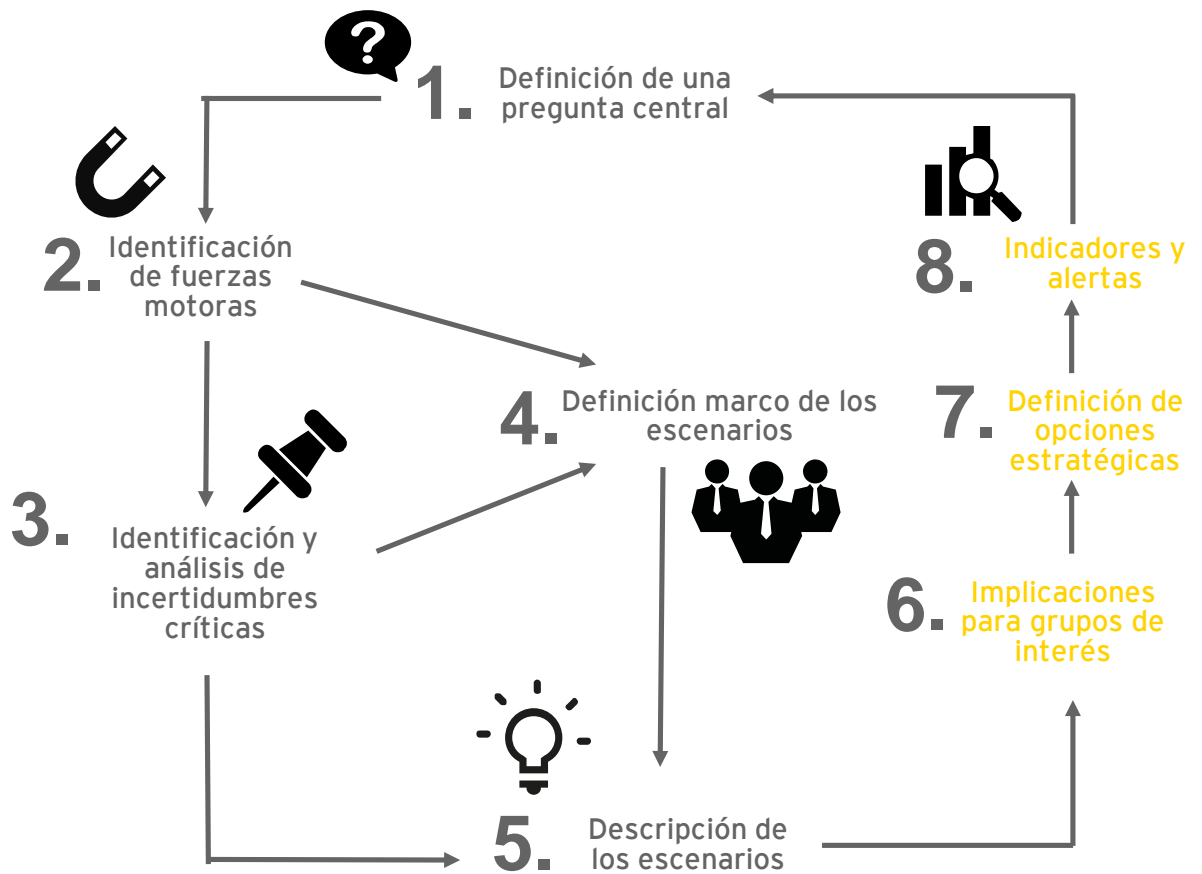 ?
1. Definición de una
pregunta central
2. Identificación
de fuerzas
motoras
3. Identificación y
análisis de
incertidumbres
críticas
4. Definición marco de los
escenarios
5. Descripción de
los escenarios
6. Implicaciones
para grupos de
interés
7. Definición de
opciones
estratégicas
8. Indicadores y
alertas